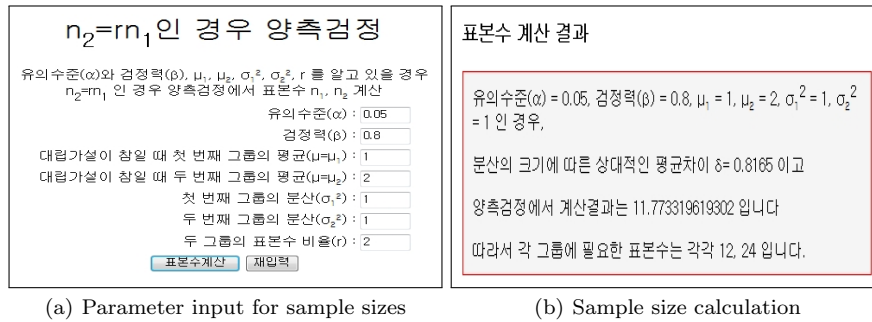 n₂=rn₁인 경우 양측검정
유의수준(α)와 검정력(β), μ₁, μ₂, σ₁², σ₂², r 를 알고 있을 경우
n₂=rn₁ 인 경우 양측검정에서 표본수 n₁, n₂ 계산
유의수준(α) : 0.05
검정력(β) : 0.8
대립가설이 참일 때 첫 번째 그룹의 평균(μ=μ₁) : 1
대립가설이 참일 때 두 번째 그룹의 평균(μ=μ₂) : 2
첫 번째 그룹의 분산(σ₁²) : 1
두 번째 그룹의 분산(σ₂²) : 1
두 그룹의 표본수 비율(r) : 2
표본수계산 재입력
(a) Parameter input for sample sizes
표본수 계산 결과
유의수준(α) = 0.05, 검정력(β) = 0.8, μ₁ = 1, μ₂ = 2, σ₁² = 1, σ₂²
= 1 인 경우,
분산의 크기에 따른 상대적인 평균차이 δ= 0.8165 이고
양측검정에서 계산결과는 11.773319619302 입니다
따라서 각 그룹에 필요한 표본수는 각각 12, 24 입니다.
(b) Sample size calculation